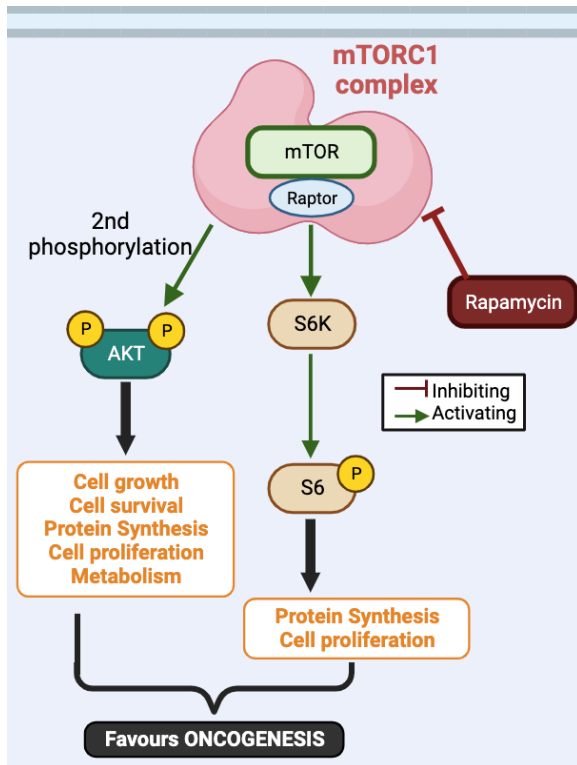 mTORC1
complex
mTOR
Raptor
2nd
phosphorylation
Rapamycin
P
P
AKT
S6K
Inhibiting
Activating
Cell growth
Cell survival
Protein Synthesis
Cell proliferation
Metabolism
S6
P
Protein Synthesis
Cell proliferation
Favours ONCOGENESIS